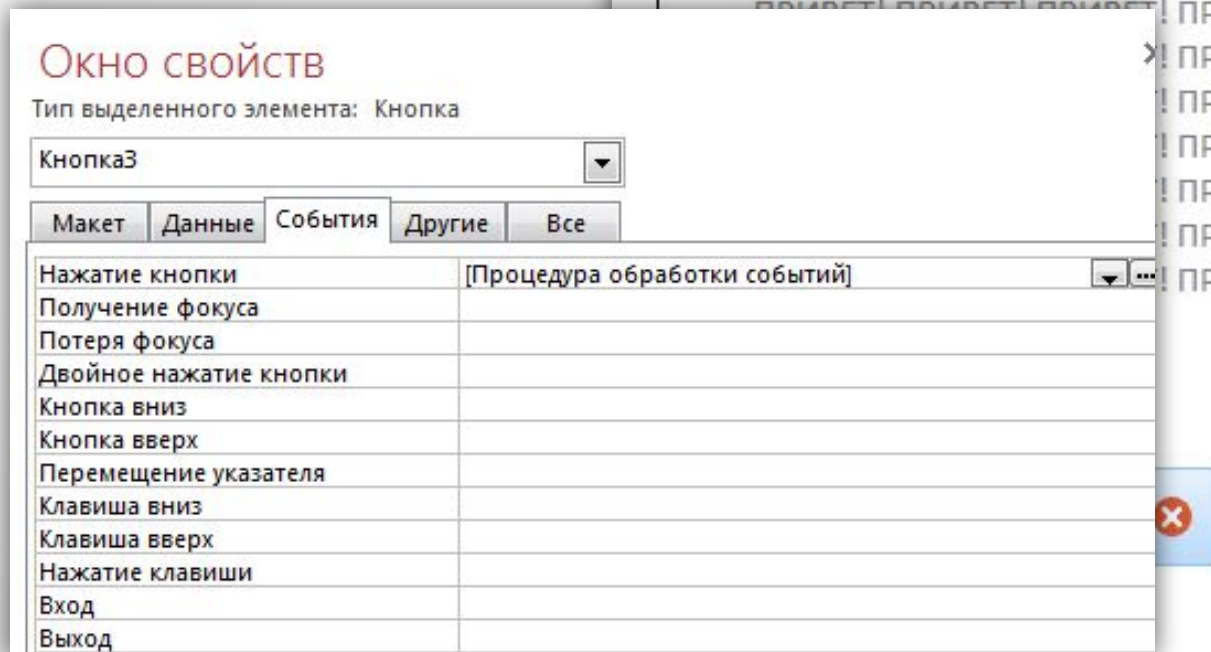 Окно свойств
Тип выделенного элемента: Кнопка
Кнопка3
Макет Данные События Другие Все
Нажатие кнопки [Процедура обработки событий]
Получение фокуса
Потеря фокуса
Двойное нажатие кнопки
Кнопка вниз
Кнопка вверх
Перемещение указателя
Клавиша вниз
Клавиша вверх
Нажатие клавиши
Вход
Выход